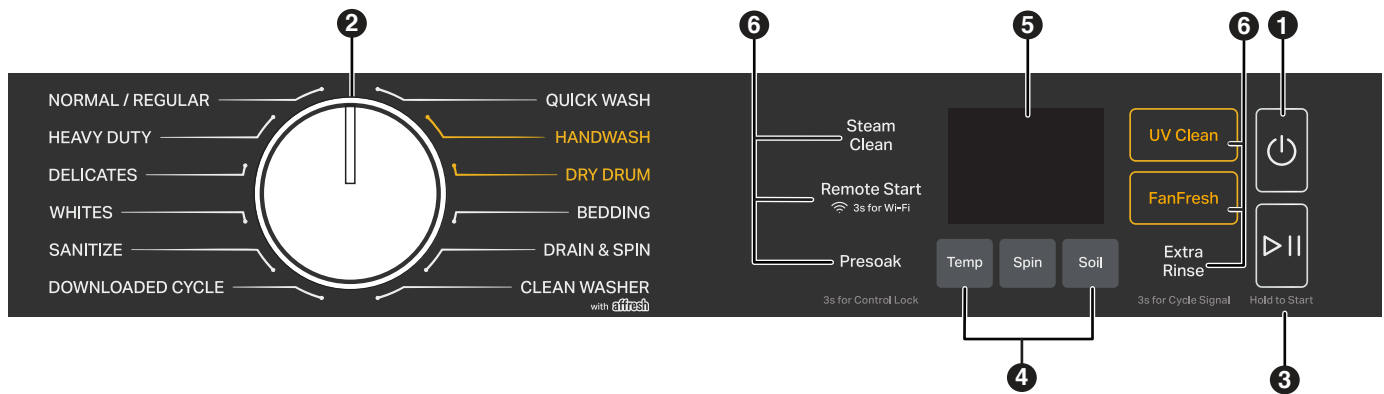 2
6
5
6
1
NORMAL / REGULAR
HEAVY DUTY
DELICATES
WHITES
SANITIZE
DOWNLOADED CYCLE
QUICK WASH
HANDWASH
DRY DRUM
BEDDING
DRAIN & SPIN
CLEAN WASHER
with affresh
Steam
Clean
Remote Start
3s for Wi-Fi
Presoak
3s for Control Lock
Temp
Spin
Soil
UV Clean
FanFresh
Extra
Rinse
3s for Cycle Signal
Hold to Start
4
3